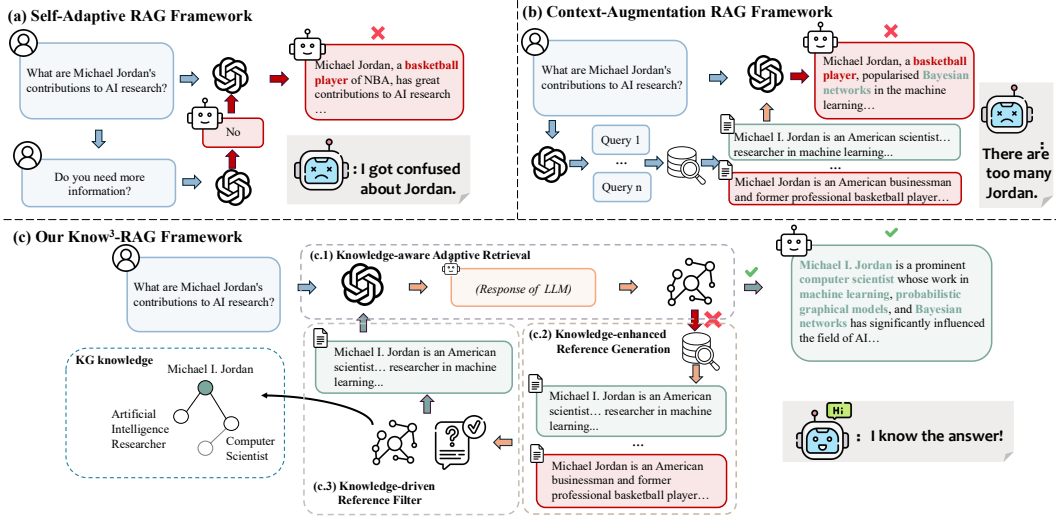 (a) Self-Adaptive RAG Framework
What are Michael Jordan's
contributions to AI research?
Michael Jordan, a basketball
player of NBA, has great
contributions to AI research
...
No
Do you need more
information?
: I got confused
about Jordan.
(b) Context-Augmentation RAG Framework
What are Michael Jordan's
contributions to AI research?
Michael Jordan, a basketball
player, popularised Bayesian
networks in the machine
learning…
Query 1
...
Query n
Michael I. Jordan is an American scientist…
researcher in machine learning...
...
Michael Jordan is an American businessman
and former professional basketball player…
:
There are
too many
Jordan.
(c) Our Know³-RAG Framework
What are Michael Jordan's
contributions to AI research?
(c.1) Knowledge-aware Adaptive Retrieval
(Response of LLM)
Michael I. Jordan is a prominent
computer scientist whose work in
machine learning, probabilistic
graphical models, and Bayesian
networks has significantly influenced
the field of AI…
(c.2) Knowledge-enhanced
Reference Generation
Michael I. Jordan is an American
scientist… researcher in machine
learning...
...
Michael Jordan is an American
businessman and former
professional basketball player…
Michael I. Jordan is an American
scientist… researcher in machine
learning...
(c.3) Knowledge-driven
Reference Filter
KG knowledge
Michael I. Jordan
Artificial
Intelligence
Researcher
Computer
Scientist
Hi
: I know the answer!